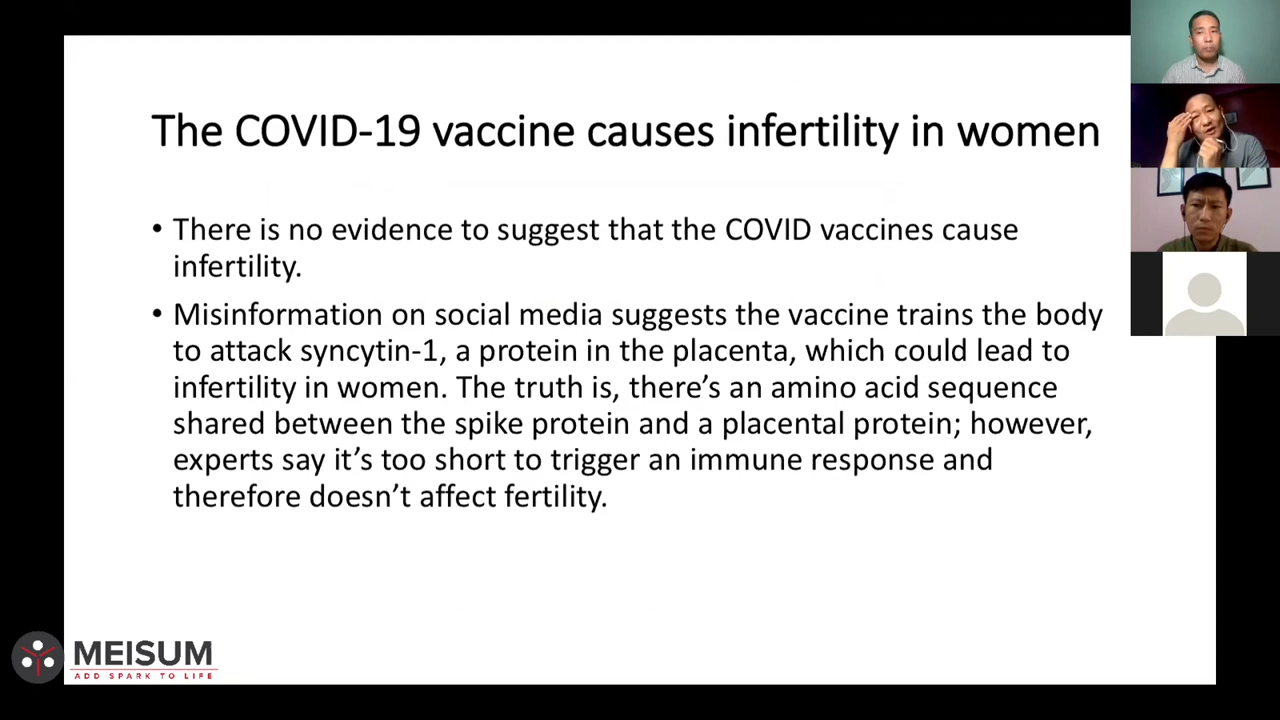 The COVID-19 vaccine causes infertility in women
• There is no evidence to suggest that the COVID vaccines cause
infertility.
• Misinformation on social media suggests the vaccine trains the body
to attack syncytin-1, a protein in the placenta, which could lead to
infertility in women. The truth is, there’s an amino acid sequence
shared between the spike protein and a placental protein; however,
experts say it’s too short to trigger an immune response and
therefore doesn’t affect fertility.
MEISUM
ADD SPARK TO LIFE